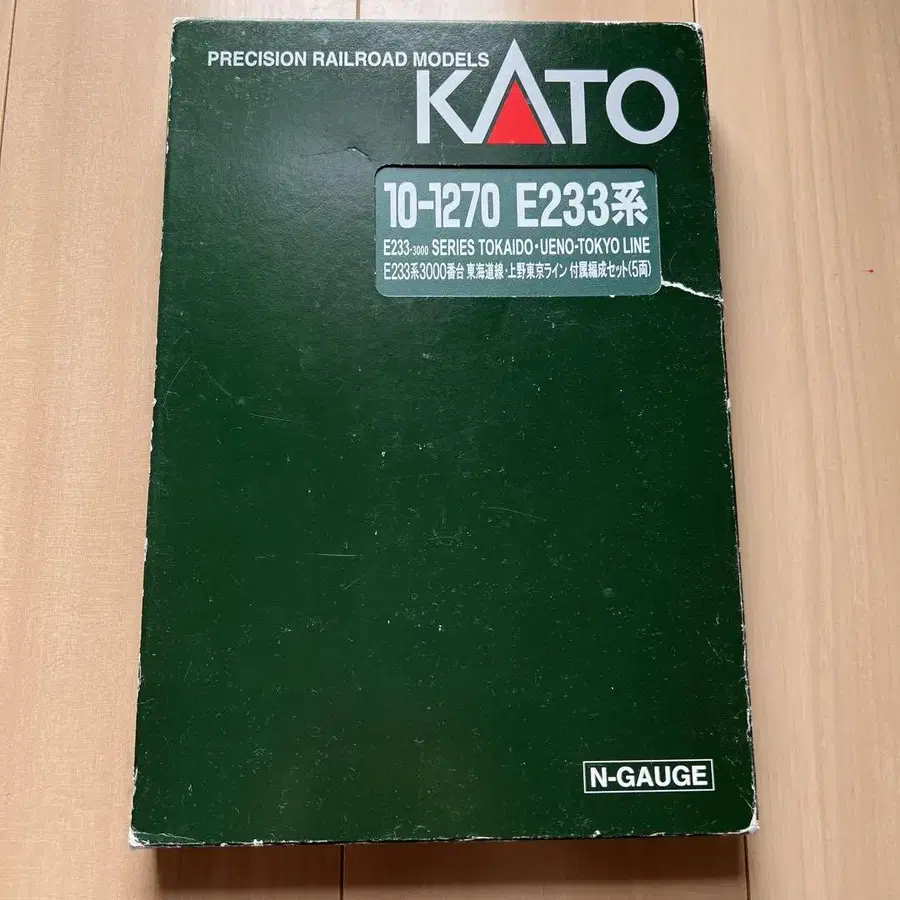 PRECISION RAILROAD MODELS
KATO
10-1270 E233系
E233-3000 SERIES TOKAIDO・UENO-TOKYO LINE
E233系3000番台 東海道線・上野東京ライン 付属編成セット(5両)
N-GAUGE